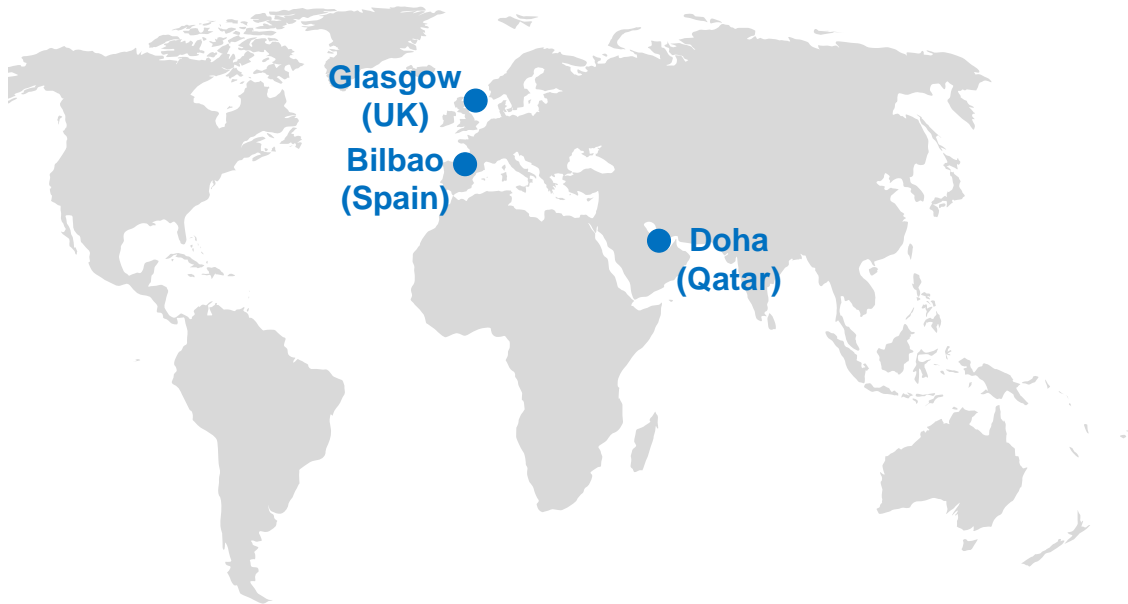 Glasgow
(UK)
Bilbao
(Spain)
Doha
(Qatar)